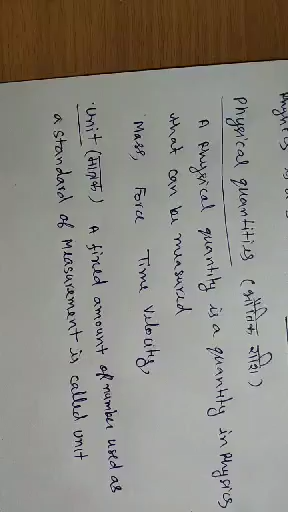 Physical quantities (भौतिक राशि)
A Physical quantity is a quantity in Physics
that can be measured
Mass, Force Time Velocity,
Unit (मात्रक) A fixed amount of number used as
a standard of measurement is called unit